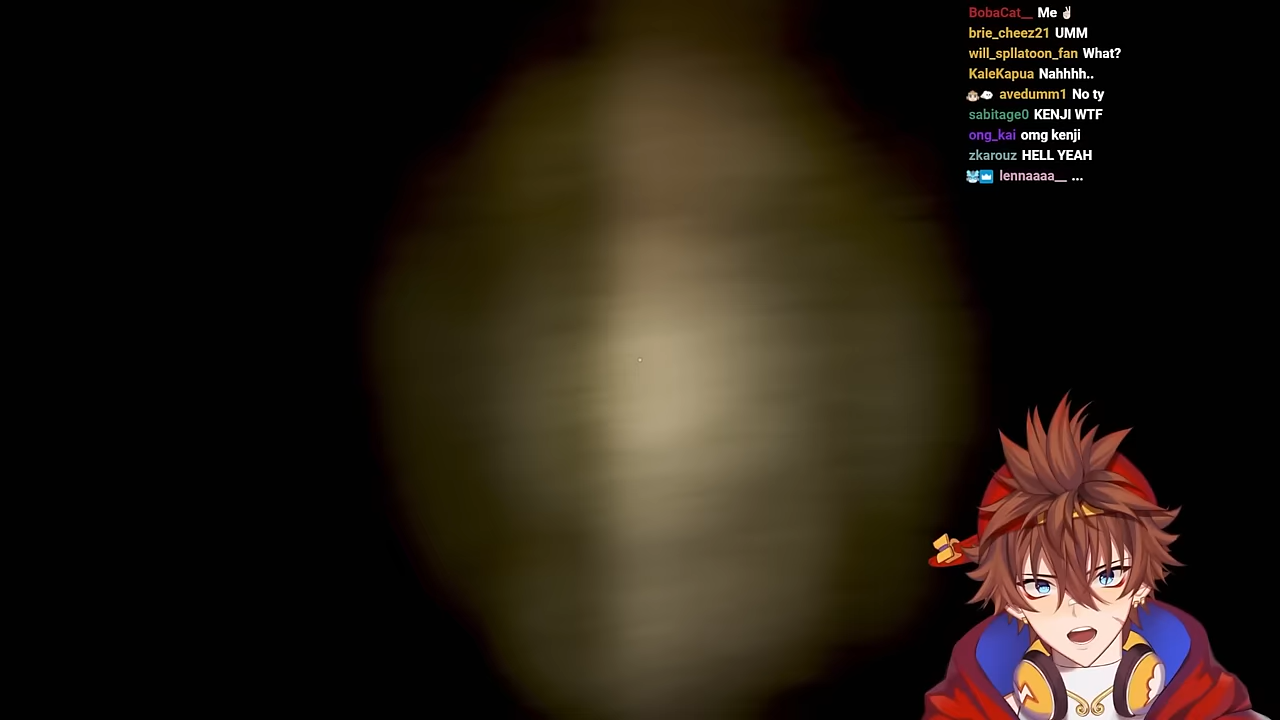 BobaCat__ Me ✌🏻
brie_cheez21 UMM
will_spllatoon_fan What?
KaleKapua Nahhhh..
avedumm1 No ty
sabitage0 KENJI WTF
ong_kai omg kenji
zkarouz HELL YEAH
lennaaaa__ ...